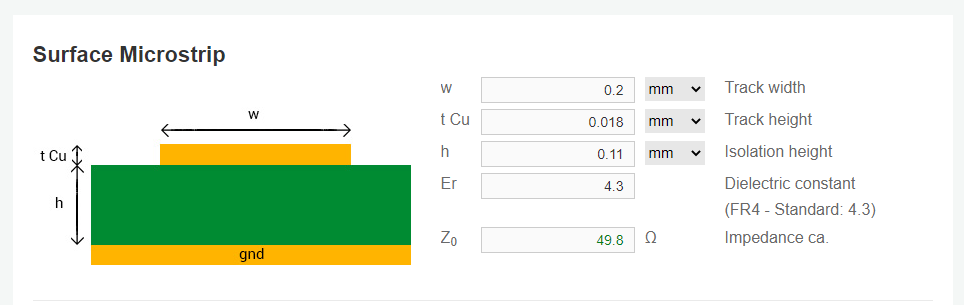 Surface Microstrip
w
t Cu
h
gnd
w 0.2 mm Track width
t Cu 0.018 mm Track height
h 0.11 mm Isolation height
Er 4.3 Dielectric constant
(FR4 - Standard: 4.3)
Z₀ 49.8 Ω Impedance ca.